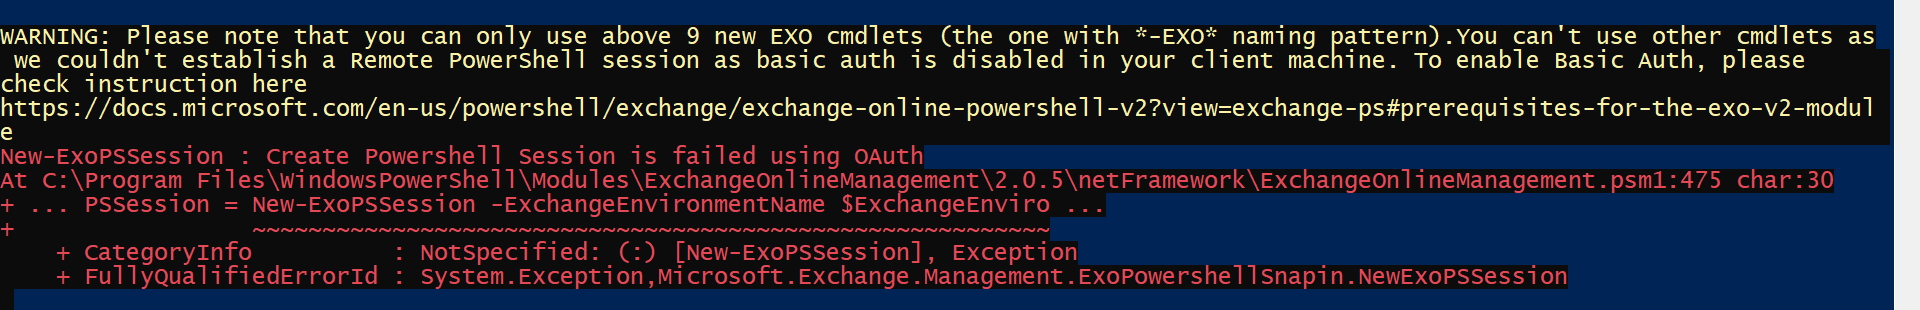 WARNING: Please note that you can only use above 9 new EXO cmdlets (the one with *-EXO* naming pattern).You can't use other cmdlets as
 we couldn't establish a Remote PowerShell session as basic auth is disabled in your client machine. To enable Basic Auth, please
check instruction here
https://docs.microsoft.com/en-us/powershell/exchange/exchange-online-powershell-v2?view=exchange-ps#prerequisites-for-the-exo-v2-modul
e
New-ExoPSSession : Create Powershell Session is failed using OAuth
At C:\Program Files\WindowsPowerShell\Modules\ExchangeOnlineManagement\2.0.5\netFramework\ExchangeOnlineManagement.psm1:475 char:30
+ ... PSSession = New-ExoPSSession -ExchangeEnvironmentName $ExchangeEnviro ...
+                 ~~~~~~~~~~~~~~~~~~~~~~~~~~~~~~~~~~~~~~~~~~~~~~~~~~~~~~~~~
    + CategoryInfo          : NotSpecified: (:) [New-ExoPSSession], Exception
    + FullyQualifiedErrorId : System.Exception,Microsoft.Exchange.Management.ExoPowershellSnapin.NewExoPSSession